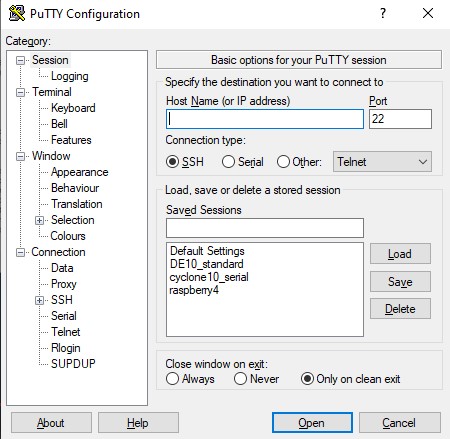 PuTTY Configuration
?
Category:
Session
Logging
Terminal
Keyboard
Bell
Features
Window
Appearance
Behaviour
Translation
Selection
Colours
Connection
Data
Proxy
SSH
Serial
Telnet
Rlogin
SUPDUP
Basic options for your PuTTY session
Specify the destination you want to connect to
Host Name (or IP address) Port
22
Connection type:
SSH Serial Other: Telnet
Load, save or delete a stored session
Saved Sessions
Default Settings
DE10_standard
cyclone10_serial
raspberry4
Load
Save
Delete
Close window on exit:
Always Never Only on clean exit
About Help Open Cancel